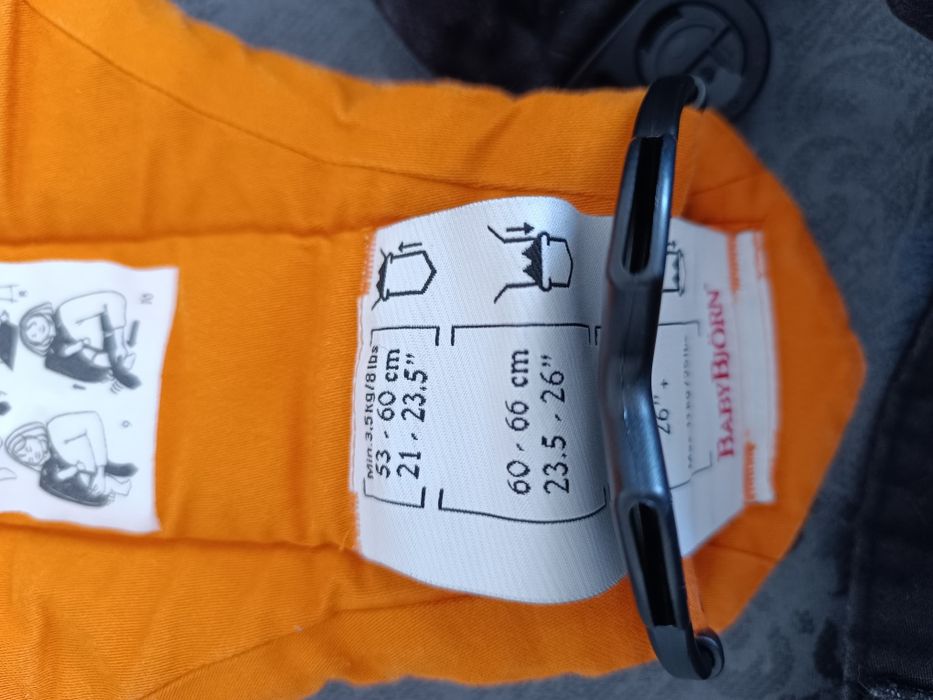 Min.3.5kg/8lbs
53 - 60 cm
21 - 23.5"
60 - 66 cm
23.5 - 26"
26" +
BABYBJÖRN